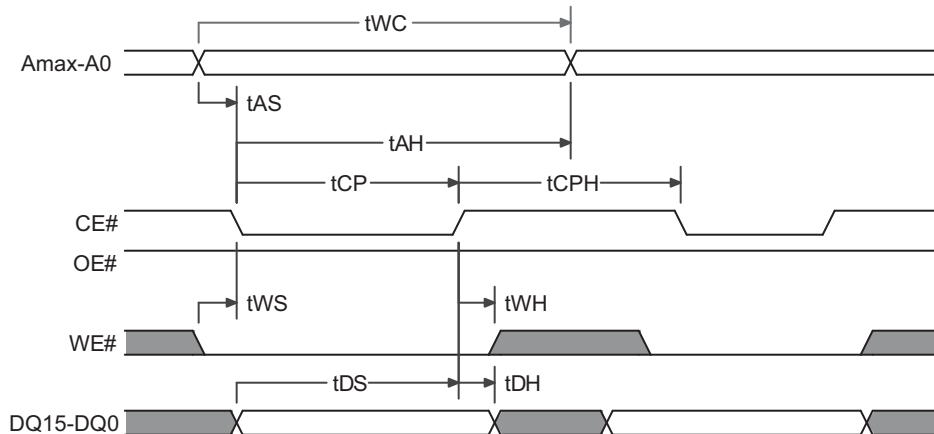 tWC
Amax-A0
tAS
tAH
tCP
tCPH
CE#
OE#
tWS
tWH
WE#
tDS
tDH
DQ15-DQ0